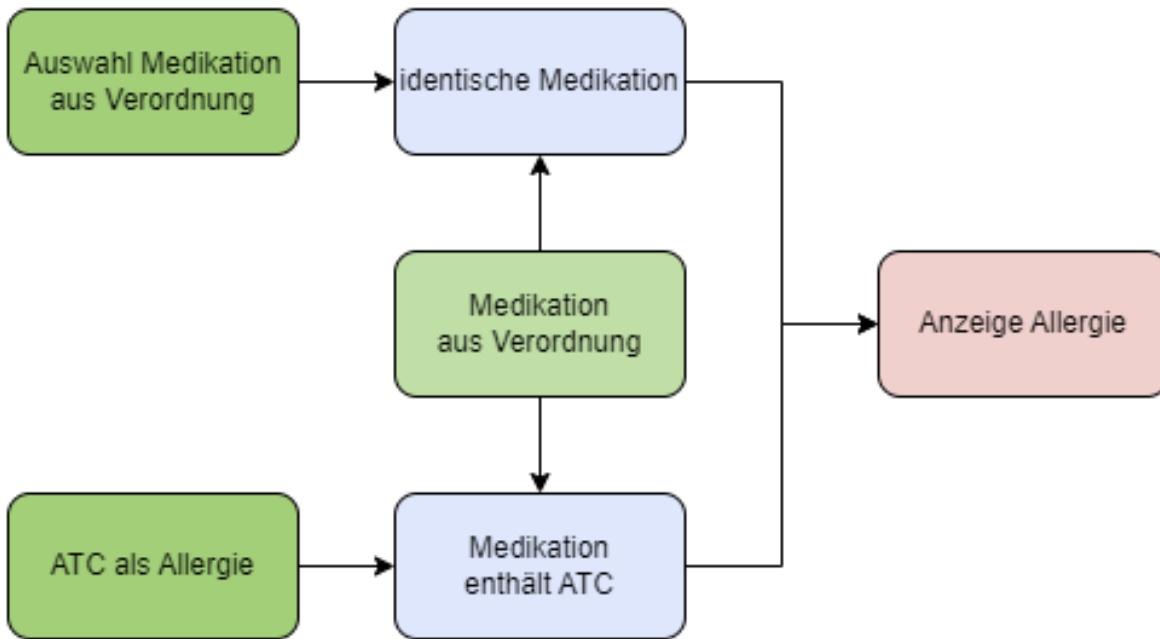 Auswahl Medikation
aus Verordnung
identische Medikation
Medikation
aus Verordnung
Anzeige Allergie
ATC als Allergie
Medikation
enthält ATC